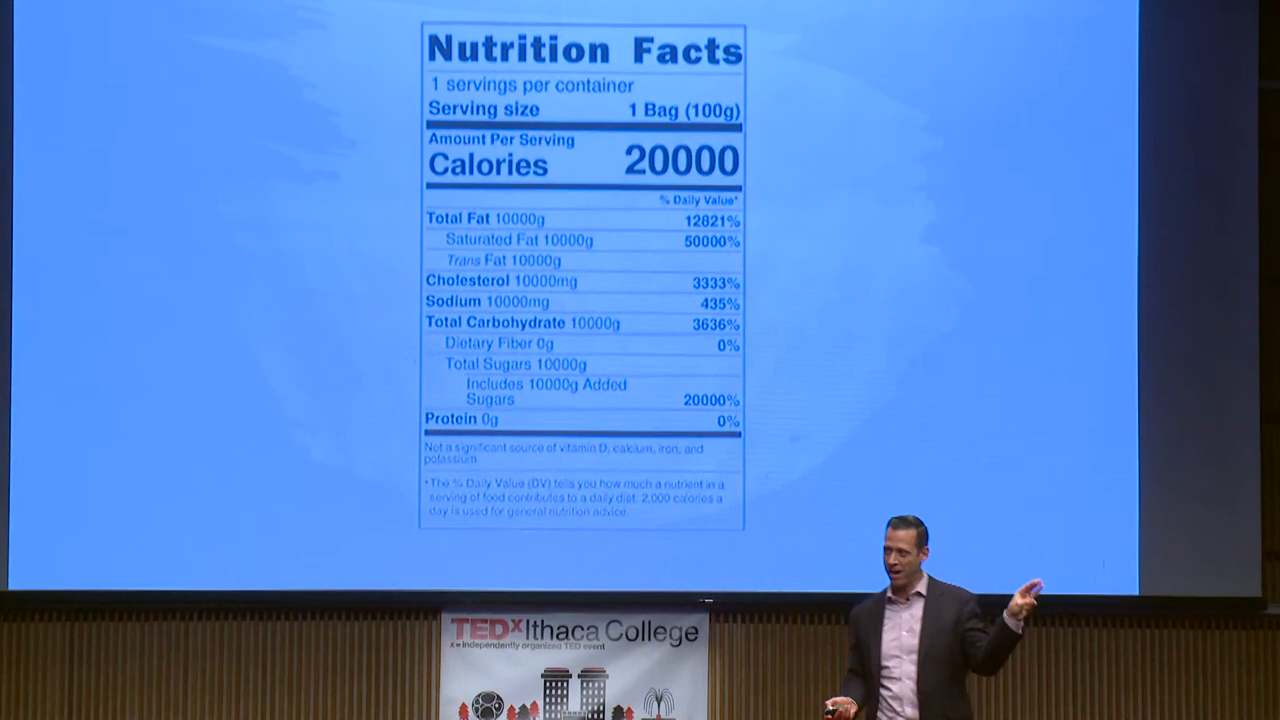 Nutrition Facts
1 servings per container
Serving size 1 Bag (100g)
Amount Per Serving
Calories 20000
% Daily Value*
Total Fat 10000g 12821%
Saturated Fat 10000g 50000%
Trans Fat 10000g
Cholesterol 10000mg 3333%
Sodium 10000mg 435%
Total Carbohydrate 10000g 3636%
Dietary Fiber 0g 0%
Total Sugars 10000g
Includes 10000g Added
Sugars 20000%
Protein 0g 0%
Not a significant source of vitamin D, calcium, iron, and
potassium
*The % Daily Value (DV) tells you how much a nutrient in a
serving of food contributes to a daily diet. 2,000 calories a
day is used for general nutrition advice.
TEDx Ithaca College
x = independently organized TED event